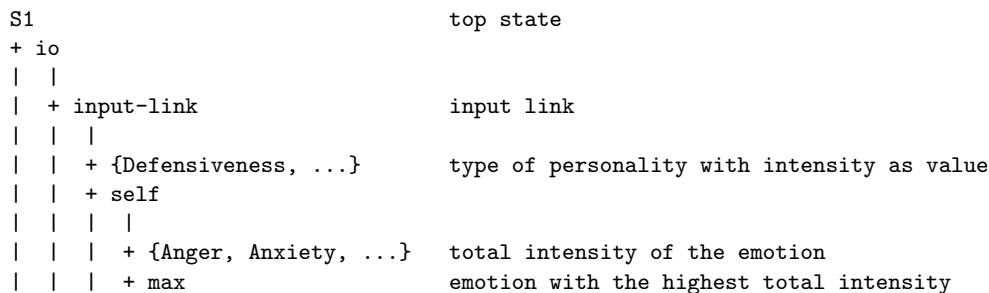 S1                                  top state
+ io
|  |
|  + input-link                     input link
|  |  |
|  |  + {Defensiveness, ...}        type of personality with intensity as value
|  |  + self
|  |  |  |
|  |  |  + {Anger, Anxiety, ...}    total intensity of the emotion
|  |  |  + max                      emotion with the highest total intensity